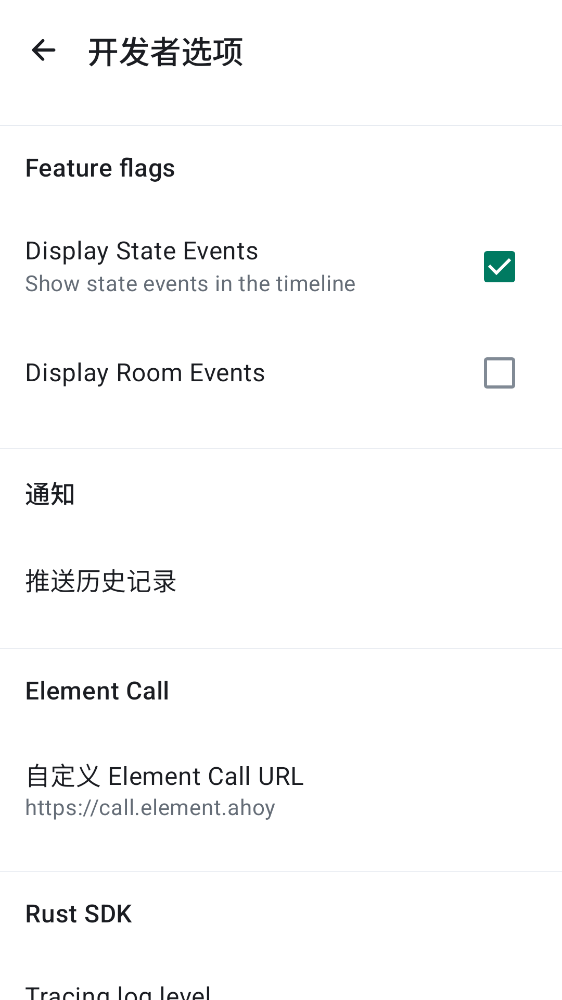 开发者选项
Feature flags
Display State Events
Show state events in the timeline
Display Room Events
通知
推送历史记录
Element Call
自定义 Element Call URL
https://call.element.ahoy
Rust SDK
Tracing log level